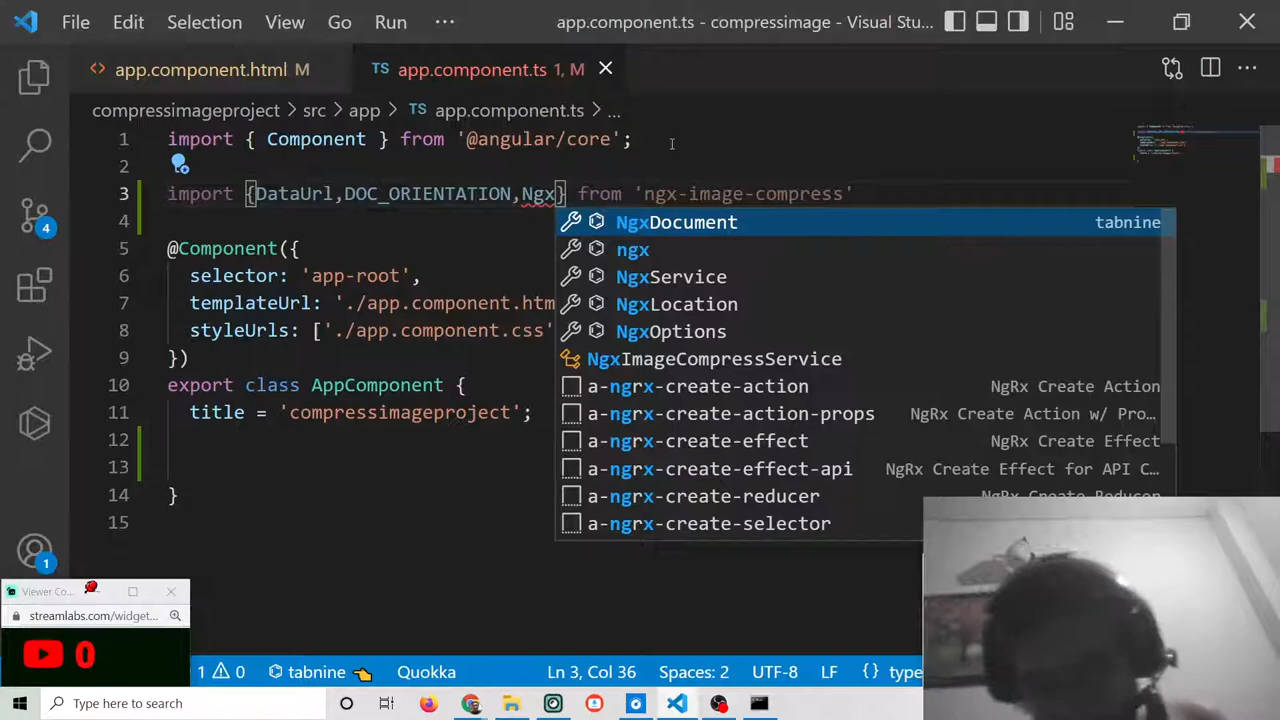 File Edit Selection View Go Run ··· app.component.ts - compressimage - Visual Stu...
app.component.html M TS app.component.ts 1, M
compressimageproject > src > app > TS app.component.ts > ...
1 import { Component } from '@angular/core';
2
3 import {DataUrl,DOC_ORIENTATION,Ngx} from 'ngx-image-compress'
4
5 @Component({
6 selector: 'app-root',
7 templateUrl: './app.component.htm
8 styleUrls: ['./app.component.css'
9 })
10 export class AppComponent {
11 title = 'compressimageproject';
12
13
14 }
15
NgxDocument tabnine
ngx
NgxService
NgxLocation
NgxOptions
NgxImageCompressService
a-ngrx-create-action NgRx Create Action
a-ngrx-create-action-props NgRx Create Action w/ Pro...
a-ngrx-create-effect NgRx Create Effect
a-ngrx-create-effect-api NgRx Create Effect for API C...
a-ngrx-create-reducer NgRx Create Reducer
a-ngrx-create-selector
4
1
Viewer Co...
streamlabs.com/widget...
0
1 0 tabnine Quokka Ln 3, Col 36 Spaces: 2 UTF-8 LF {} type
Type here to search